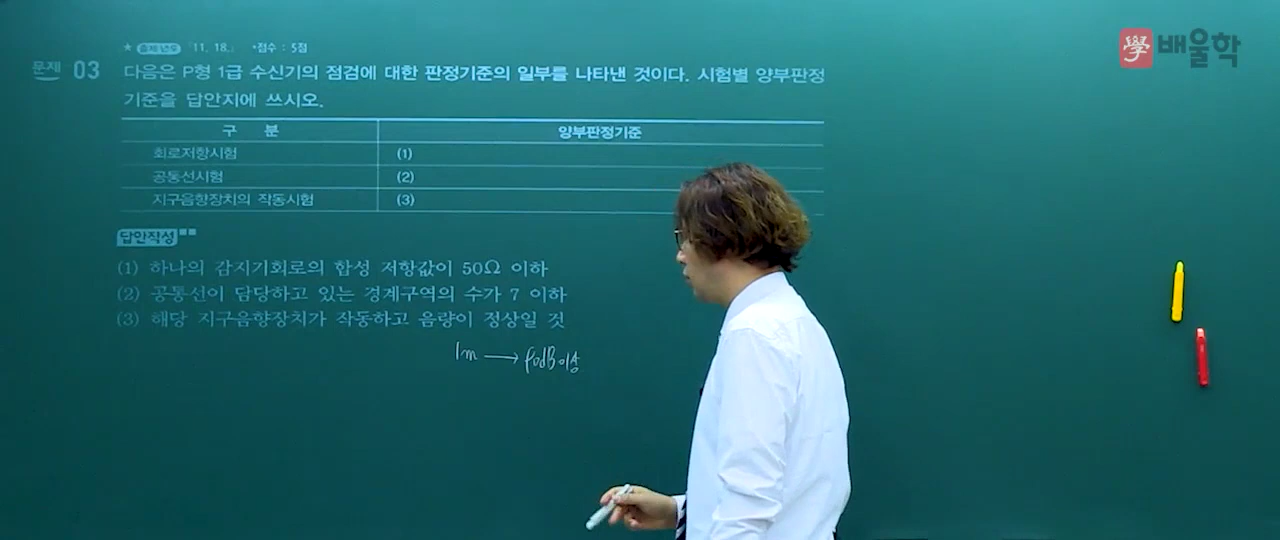 學 배울학
★ 출제년도 「11. 18.」 •점수 : 5점
문제 03 다음은 P형 1급 수신기의 점검에 대한 판정기준의 일부를 나타낸 것이다. 시험별 양부판정
기준을 답안지에 쓰시오.
구 분 양부판정기준
회로저항시험 (1)
공통선시험 (2)
지구음향장치의 작동시험 (3)
답안작성
(1) 하나의 감지기회로의 합성 저항값이 50Ω 이하
(2) 공통선이 담당하고 있는 경계구역의 수가 7 이하
(3) 해당 지구음향장치가 작동하고 음량이 정상일 것
1m → 90dB이상